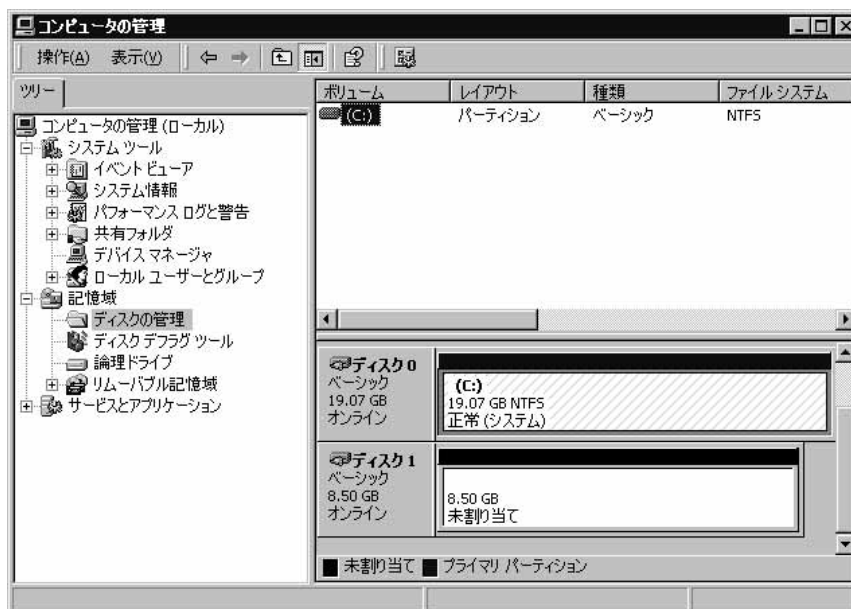 コンピュータの管理
操作(A) 表示(V)
ツリー
コンピュータの管理 (ローカル)
システム ツール
イベント ビューア
システム情報
パフォーマンス ログと警告
共有フォルダ
デバイス マネージャ
ローカル ユーザーとグループ
記憶域
ディスクの管理
ディスク デフラグ ツール
論理ドライブ
リムーバブル記憶域
サービスとアプリケーション
ボリューム レイアウト 種類 ファイル システム
(C:) パーティション ベーシック NTFS
ディスク 0
ベーシック
19.07 GB
オンライン
(C:)
19.07 GB NTFS
正常 (システム)
ディスク 1
ベーシック
8.50 GB
オンライン
8.50 GB
未割り当て
未割り当て プライマリ パーティション